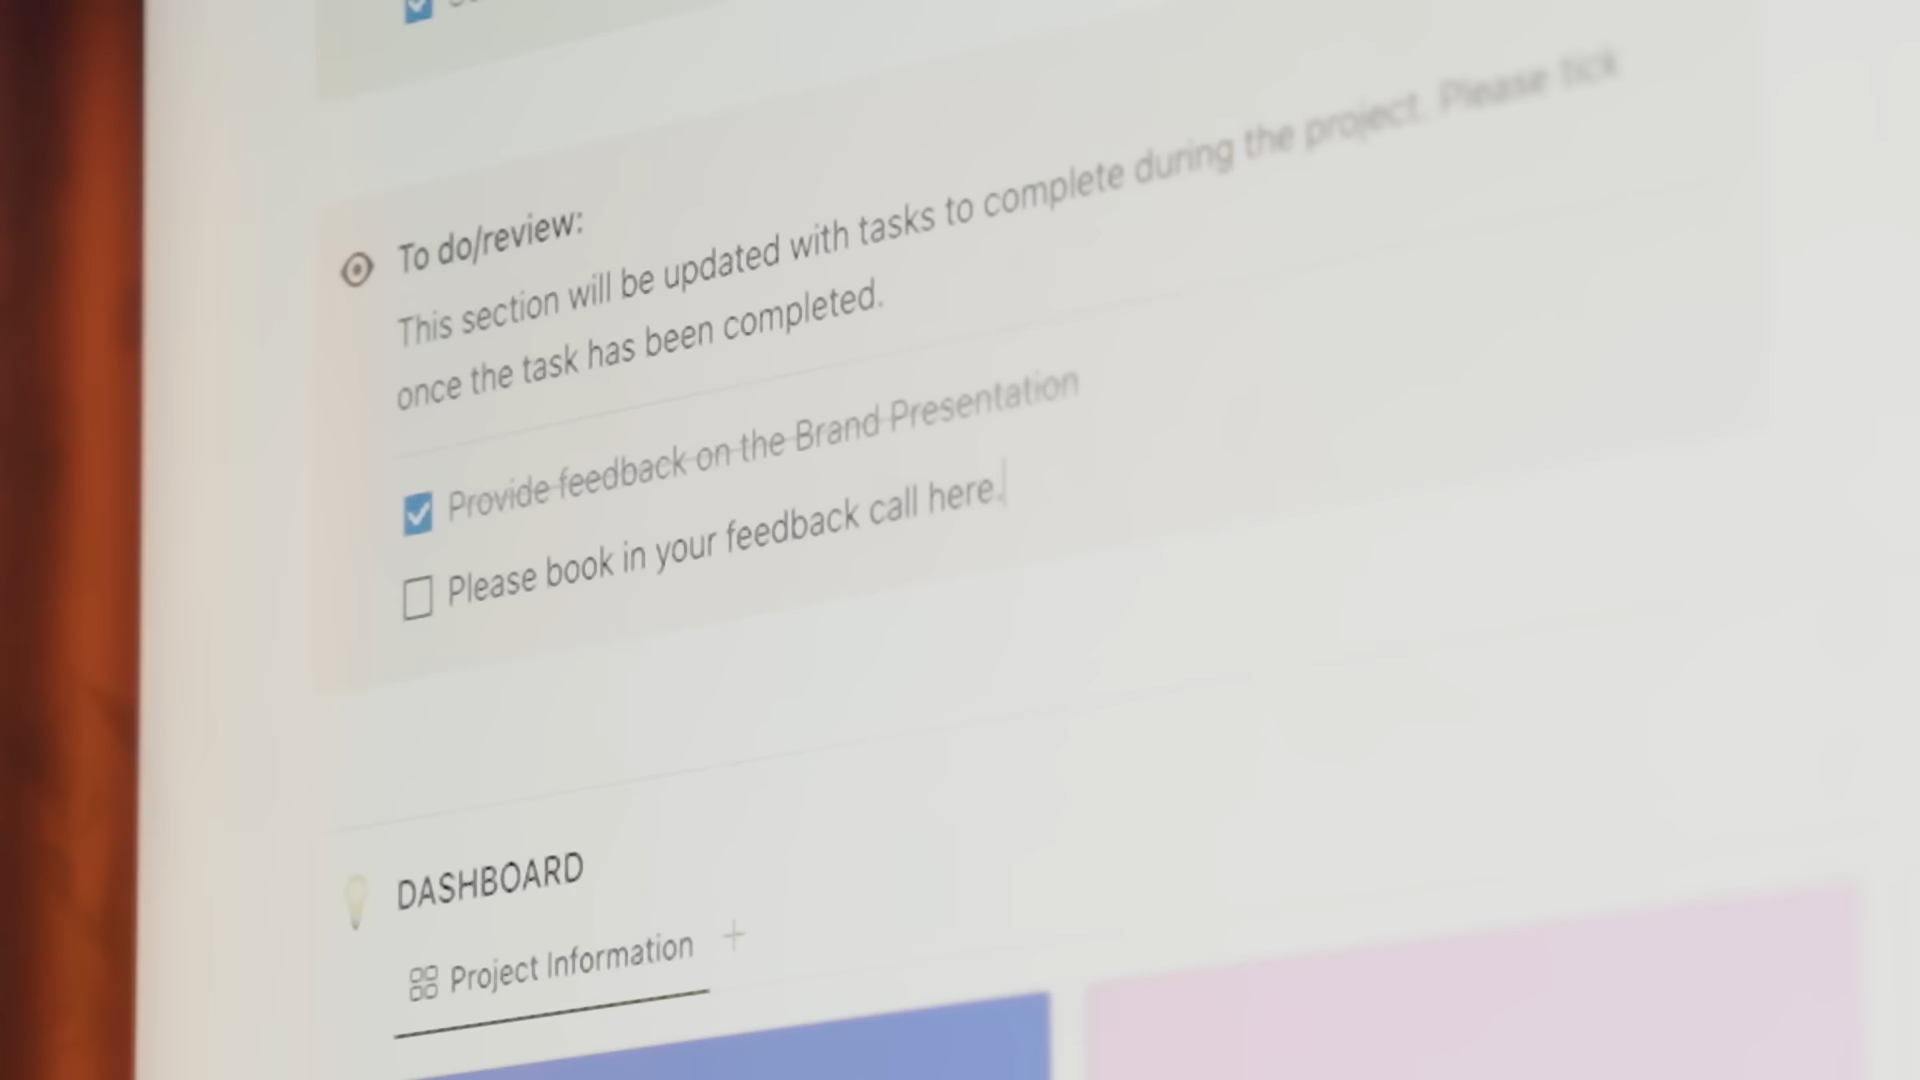 To do/review:
This section will be updated with tasks to complete during the project. Please tick
once the task has been completed.
Provide feedback on the Brand Presentation
Please book in your feedback call here.
DASHBOARD
Project Information